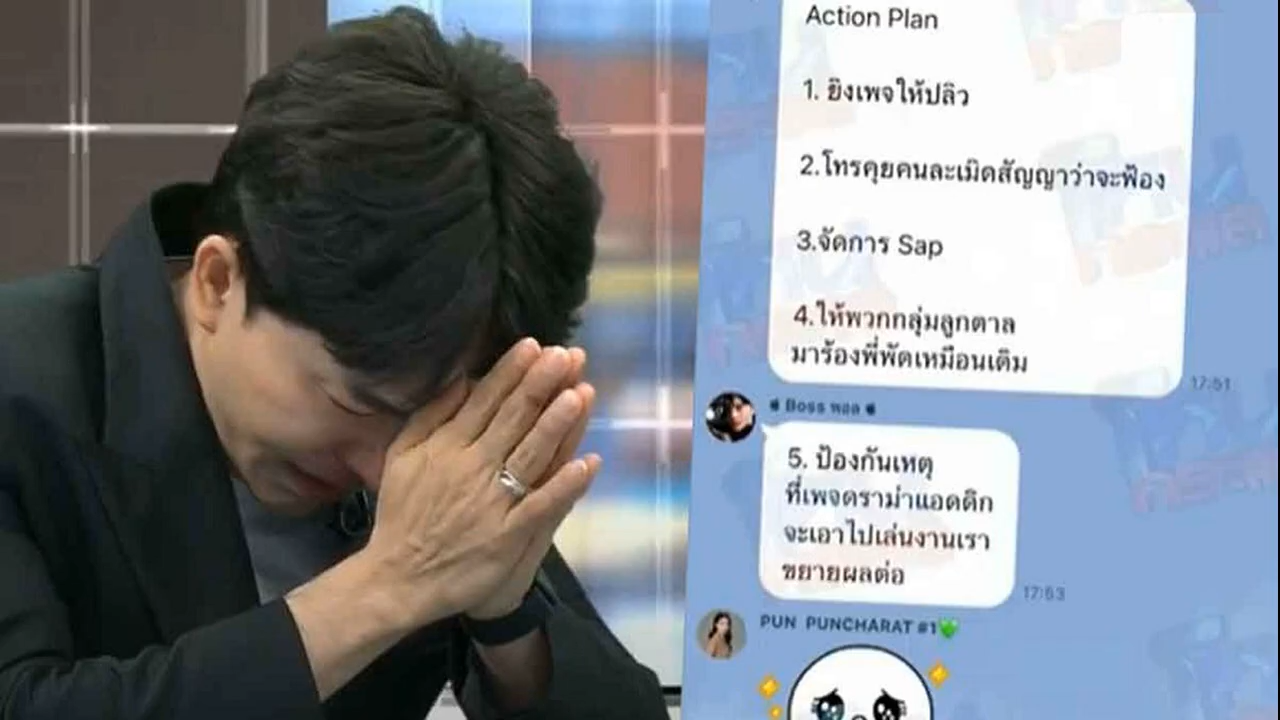 Action Plan
1. ยิงเพจให้ปลิว
2.โทรคุยคนละเมิดสัญญาว่าจะฟ้อง
3.จัดการ Sap
4.ให้พวกกลุ่มลูกตาล
มาร้องพี่พัดเหมือนเดิม
17:51
Boss พอล
5. ป้องกันเหตุ
ที่เพจดราม่าแอดดิก
จะเอาไปเล่นงานเรา
ขยายผลต่อ
17:53
PUN PUNCHARAT #1